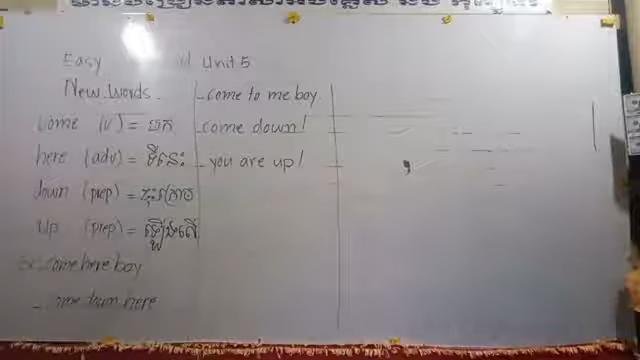 Easy Unit 5
New Words.
come (v) = មក
here (adv) = ទីនេះ
down (prep) = ចុះក្រោម
up (prep) = ឡើងលើ
Ex: come here boy
_ come down here
_ come to me boy.
_ come down!
_ you are up!